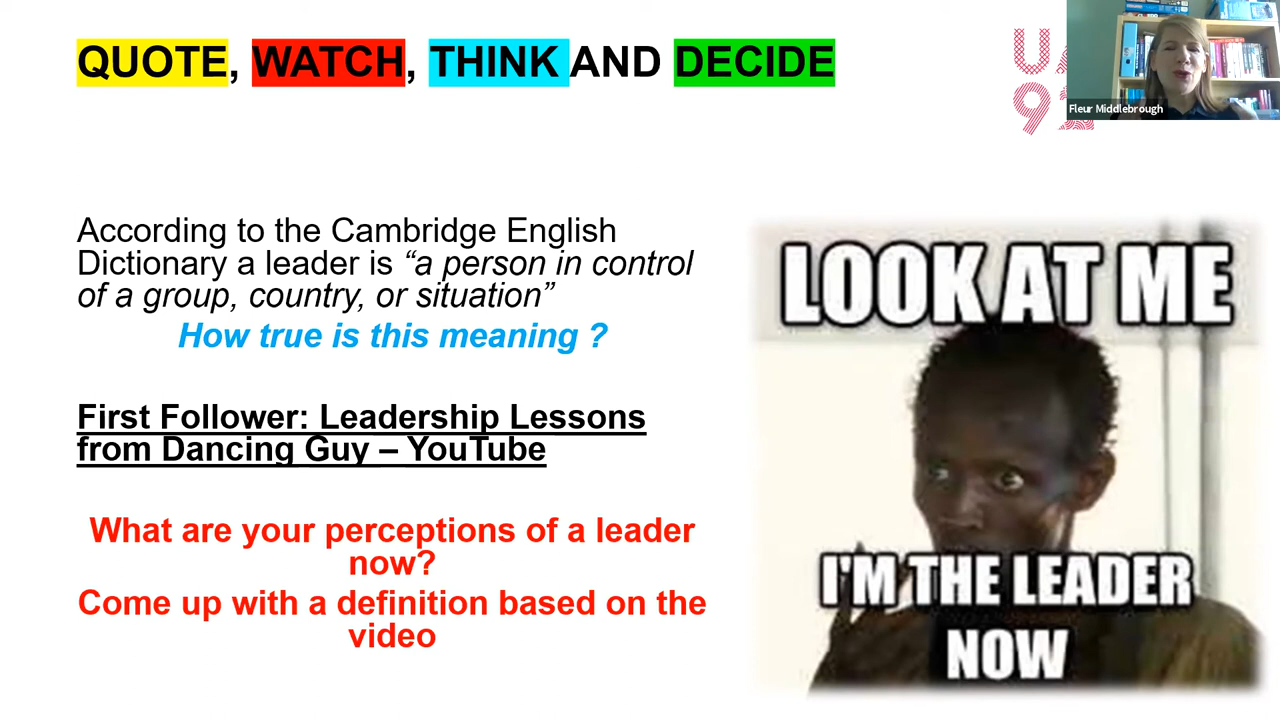 QUOTE, WATCH, THINK AND DECIDE
UA
92
Fleur Middlebrough
According to the Cambridge English
Dictionary a leader is “a person in control
of a group, country, or situation”
How true is this meaning ?
First Follower: Leadership Lessons
from Dancing Guy – YouTube
What are your perceptions of a leader
now?
Come up with a definition based on the
video
LOOK AT ME
I'M THE LEADER
NOW